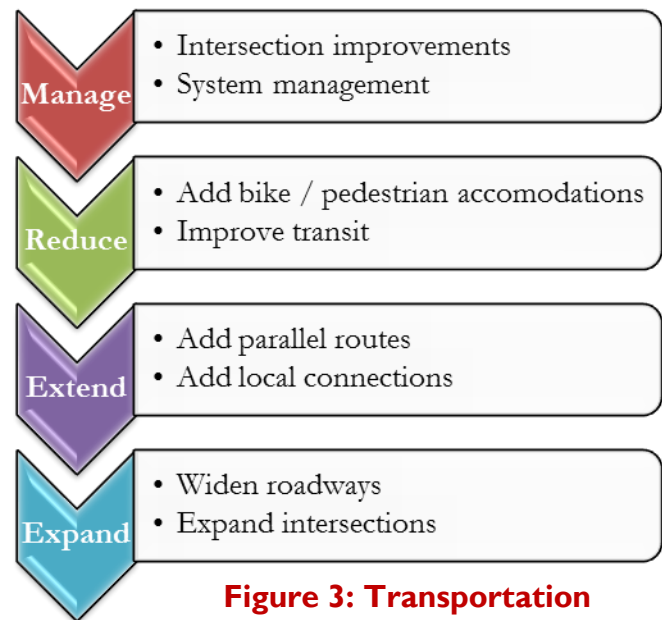 Manage
• Intersection improvements
• System management
Reduce
• Add bike / pedestrian accomodations
• Improve transit
Extend
• Add parallel routes
• Add local connections
Expand
• Widen roadways
• Expand intersections
Figure 3: Transportation